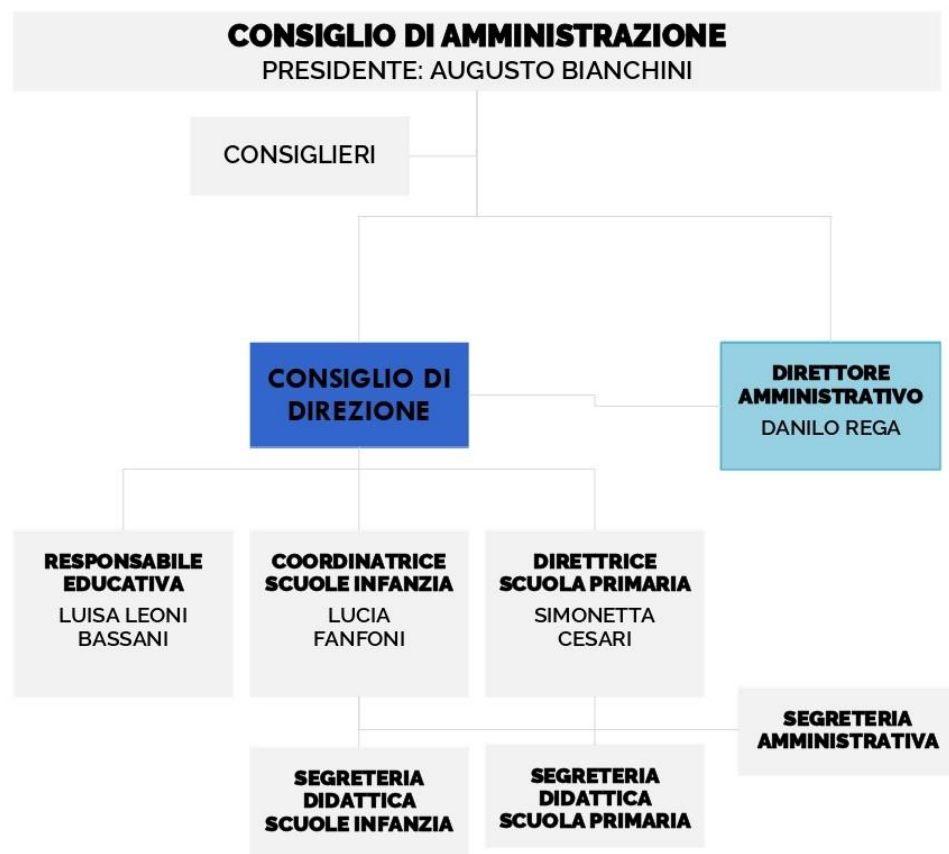 CONSIGLIO DI AMMINISTRAZIONE
PRESIDENTE: AUGUSTO BIANCHINI
CONSIGLIERI
CONSIGLIO DI
DIREZIONE
DIRETTORE
AMMINISTRATIVO
DANILO REGA
RESPONSABILE
EDUCATIVA
LUISA LEONI
BASSANI
COORDINATRICE
SCUOLE INFANZIA
LUCIA
FANFONI
DIRETTRICE
SCUOLA PRIMARIA
SIMONETTA
CESARI
SEGRETERIA
AMMINISTRATIVA
SEGRETERIA
DIDATTICA
SCUOLE INFANZIA
SEGRETERIA
DIDATTICA
SCUOLA PRIMARIA